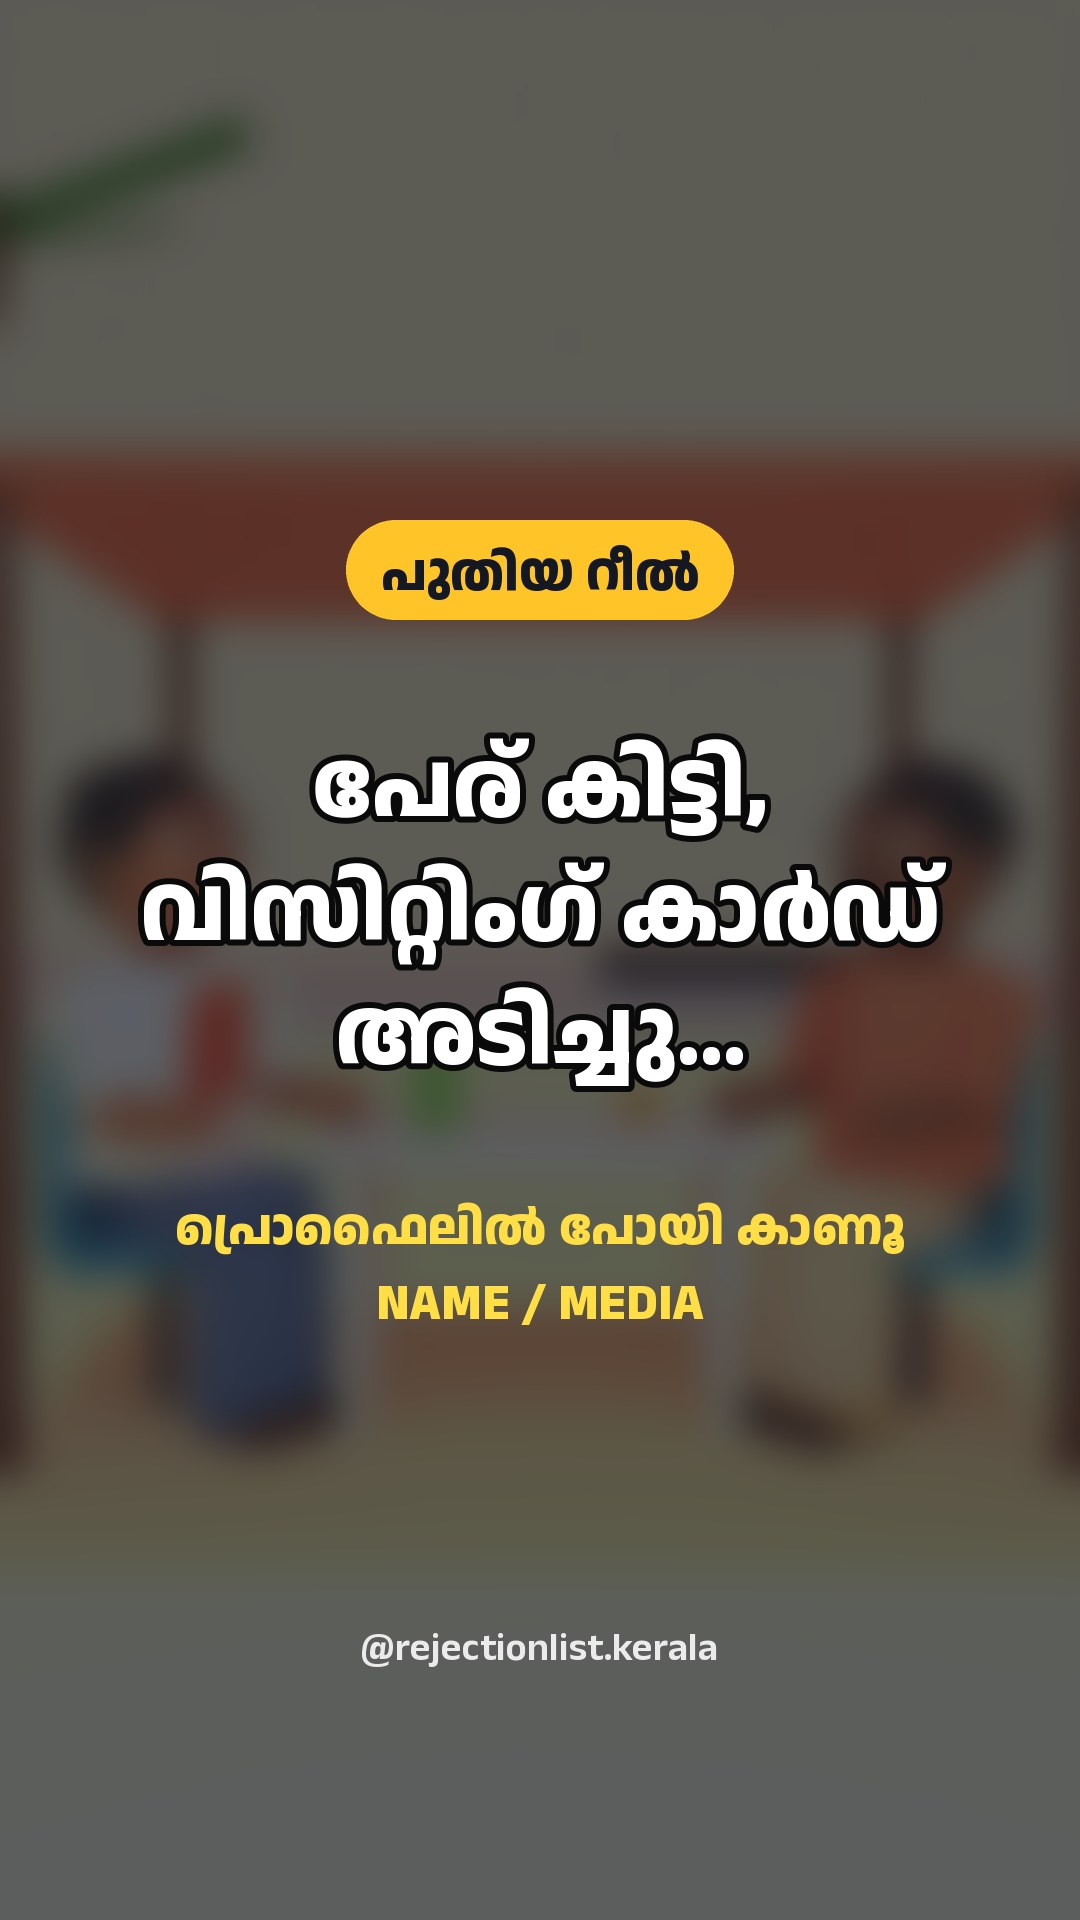 പുതിയ റീൽ
പേര് കിട്ടി,
വിസിറ്റിംഗ് കാർഡ്
അടിച്ചു...
പ്രൊഫൈലിൽ പോയി കാണൂ
NAME / MEDIA
@rejectionlist.kerala